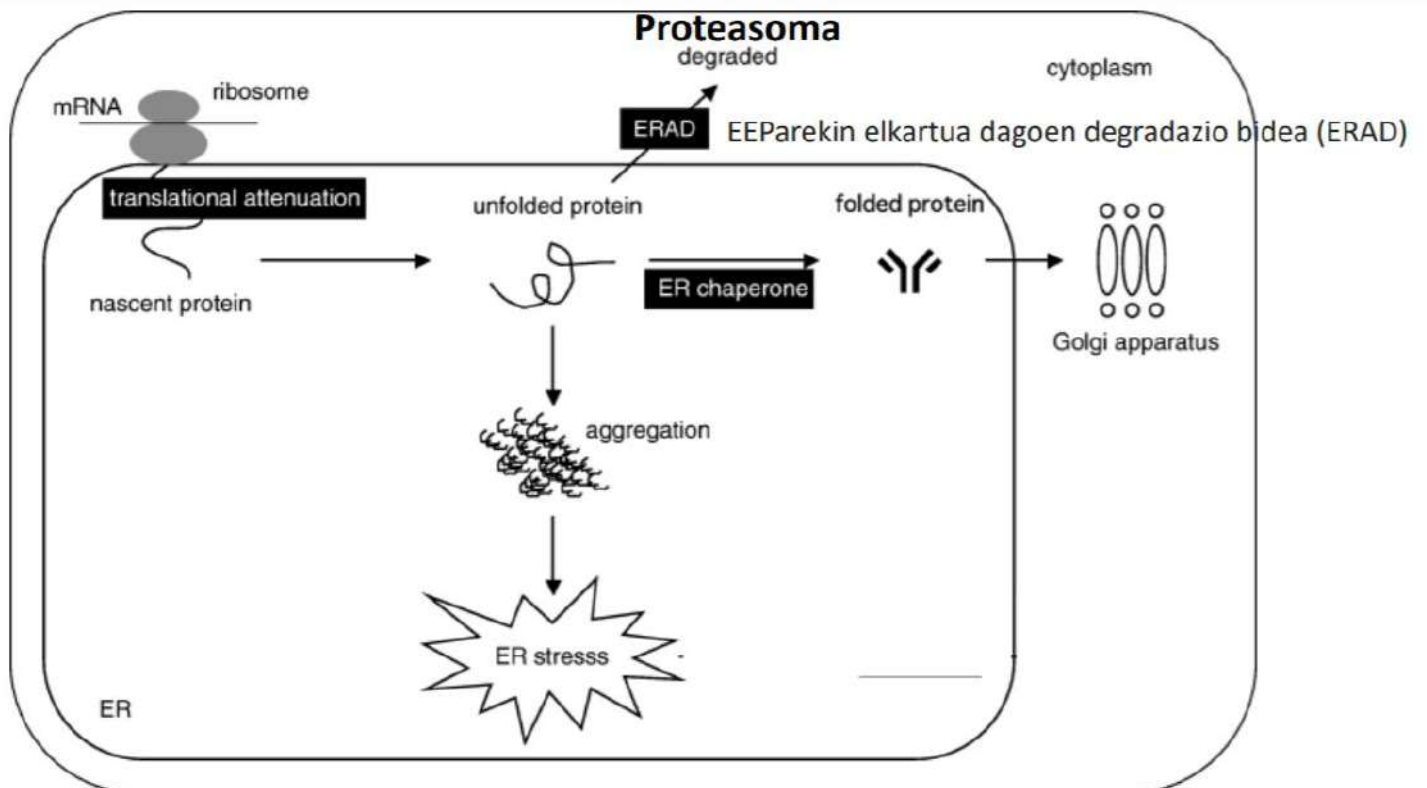 Proteasoma
degraded
cytoplasm
mRNA
ribosome
ERAD
EEParekin elkartua dagoen degradazio bidea (ERAD)
translational attenuation
unfolded protein
folded protein
nascent protein
ER chaperone
Golgi apparatus
aggregation
ER stresss
ER